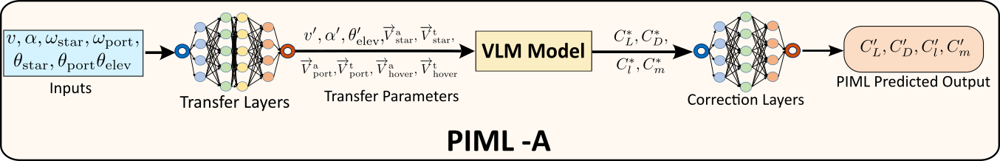 v, α, ω_star, ω_port,
θ_star, θ_port θ_elev
Inputs
Transfer Layers
v′, α′, θ′_elev, V⃗^a_star, V⃗^t_star,
V⃗^a_port, V⃗^t_port, V⃗^a_hover, V⃗^t_hover
Transfer Parameters
VLM Model
C*_L, C*_D,
C*_l, C*_m
Correction Layers
C′_L, C′_D, C′_l, C′_m
PIML Predicted Output
PIML -A